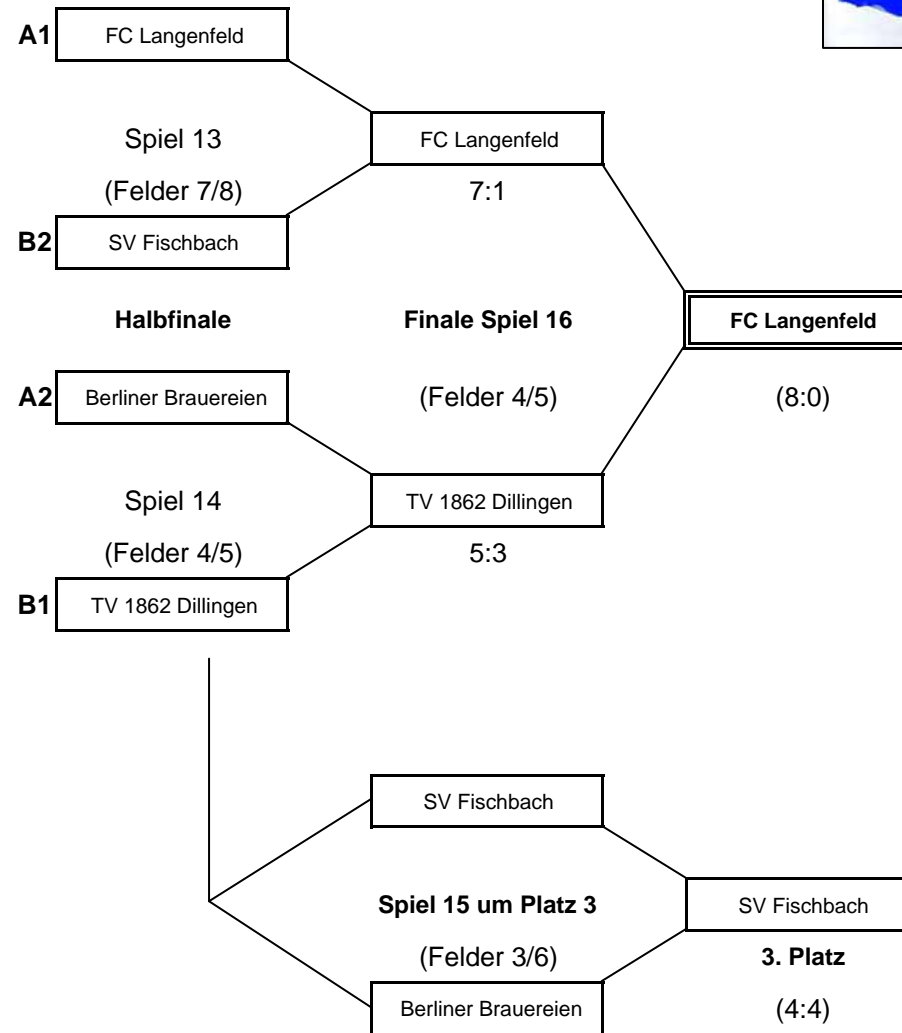 A1 FC Langenfeld
Spiel 13 FC Langenfeld
(Felder 7/8) 7:1
B2 SV Fischbach
Halbfinale Finale Spiel 16 FC Langenfeld
A2 Berliner Brauereien (Felder 4/5) (8:0)
Spiel 14 TV 1862 Dillingen
(Felder 4/5) 5:3
B1 TV 1862 Dillingen
SV Fischbach
Spiel 15 um Platz 3 SV Fischbach
(Felder 3/6) 3. Platz
Berliner Brauereien (4:4)